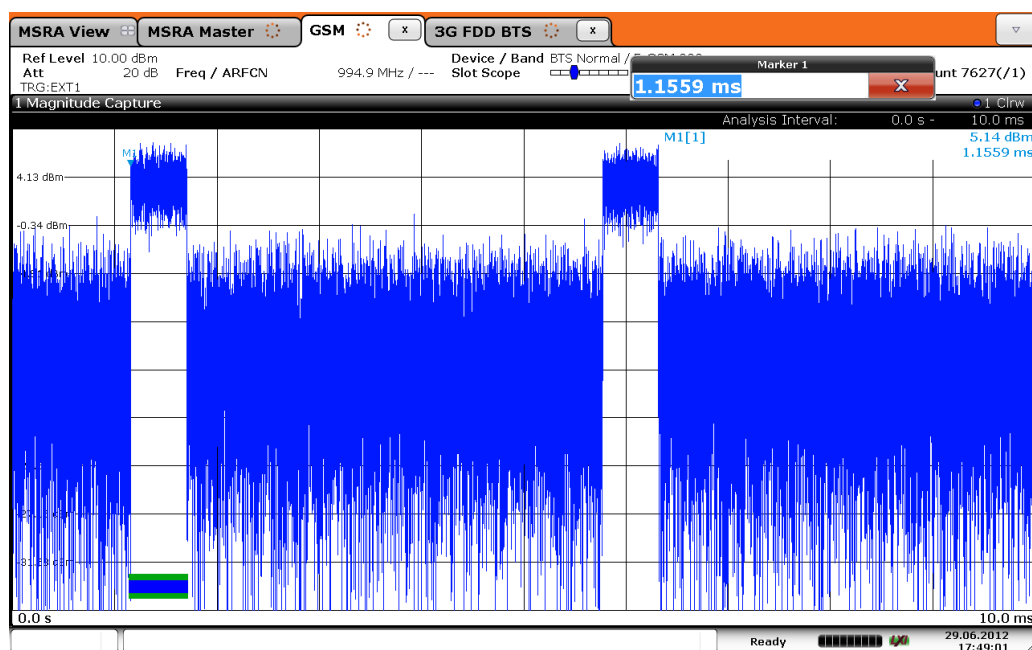 MSRA View MSRA Master GSM x 3G FDD BTS x
Ref Level 10.00 dBm Device / Band BTS Normal /
Att 20 dB Freq / ARFCN 994.9 MHz / --- Slot Scope unt 7627(/1)
TRG:EXT1
Marker 1
1.1559 ms X
1 Magnitude Capture 1 Clrw
Analysis Interval: 0.0 s - 10.0 ms
M1[1] 5.14 dBm
1.1559 ms
M1
4.13 dBm
-0.34 dBm
0.0 s 10.0 ms
Ready LXI 29.06.2012
17:49:01